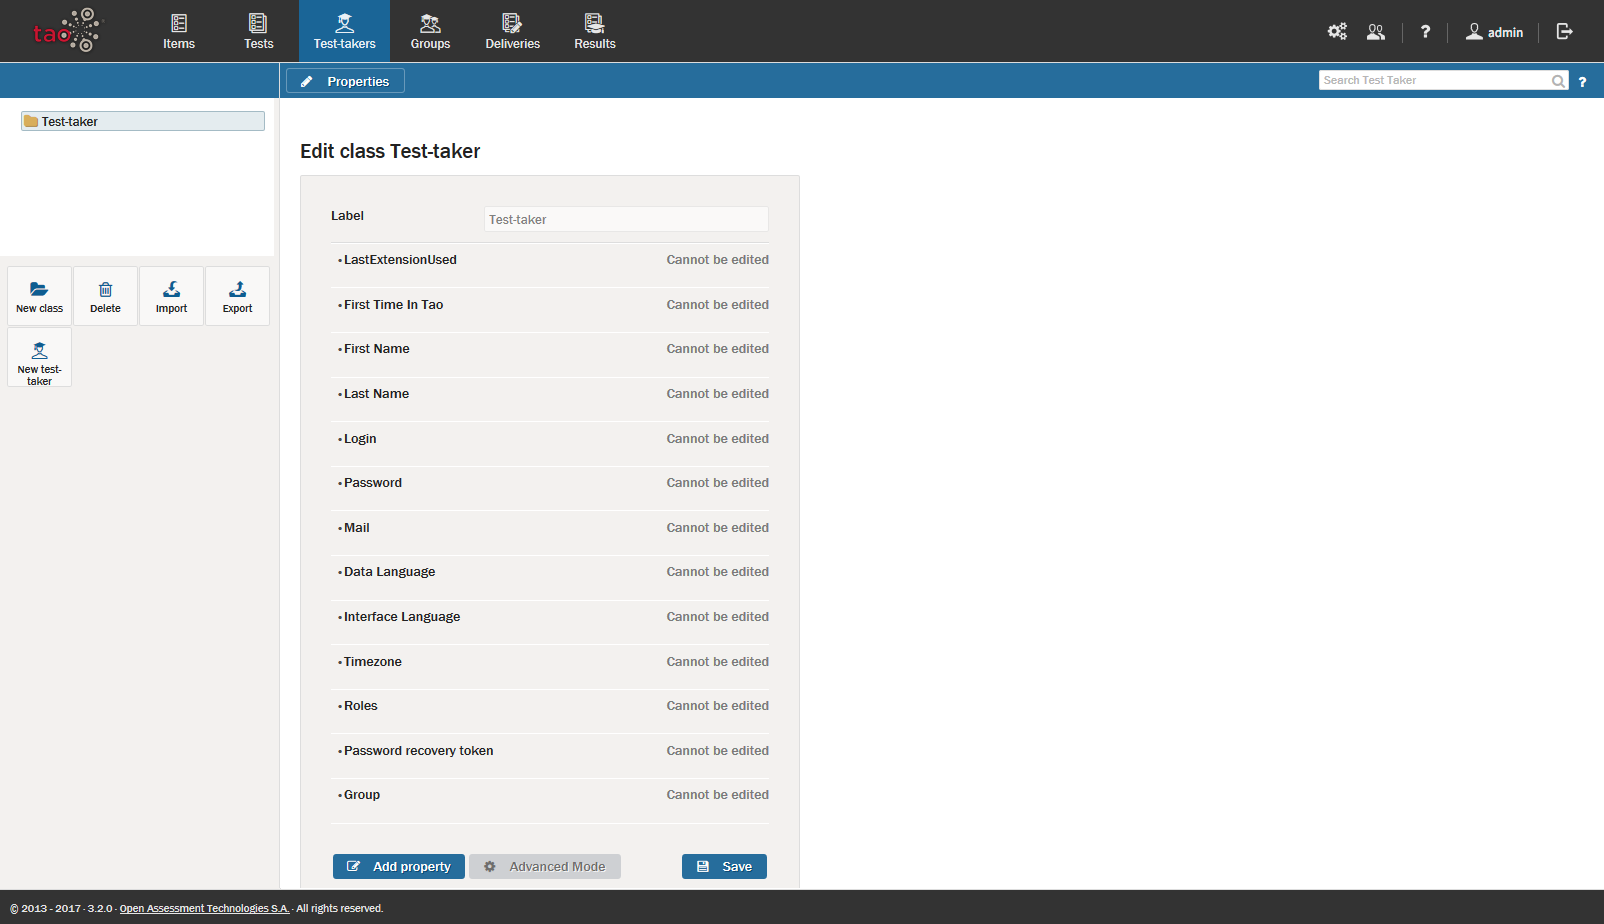 tao
Items
Tests
Test-takers
Groups
Deliveries
Results
?
admin
Properties
Search Test Taker
?
Test-taker
New class
Delete
Import
Export
New test-
taker
Edit class Test-taker
Label
Test-taker
• LastExtensionUsed Cannot be edited
• First Time In Tao Cannot be edited
• First Name Cannot be edited
• Last Name Cannot be edited
• Login Cannot be edited
• Password Cannot be edited
• Mail Cannot be edited
• Data Language Cannot be edited
• Interface Language Cannot be edited
• Timezone Cannot be edited
• Roles Cannot be edited
• Password recovery token Cannot be edited
• Group Cannot be edited
Add property
Advanced Mode
Save
© 2013 - 2017 · 3.2.0 · Open Assessment Technologies S.A. · All rights reserved.